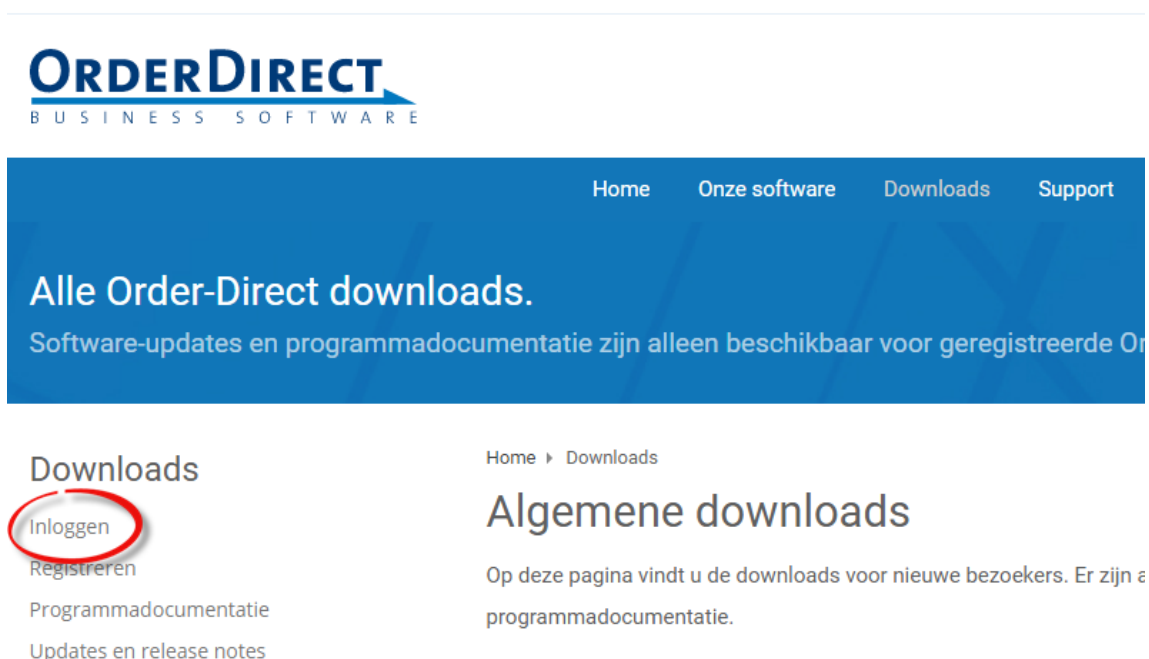 ORDERDIRECT
BUSINESS SOFTWARE
Home Onze software Downloads Support
Alle Order-Direct downloads.
Software-updates en programmadocumentatie zijn alleen beschikbaar voor geregistreerde Or
Downloads
Inloggen
Registreren
Programmadocumentatie
Updates en release notes
Home Downloads
Algemene downloads
Op deze pagina vindt u de downloads voor nieuwe bezoekers. Er zijn a
programmadocumentatie.